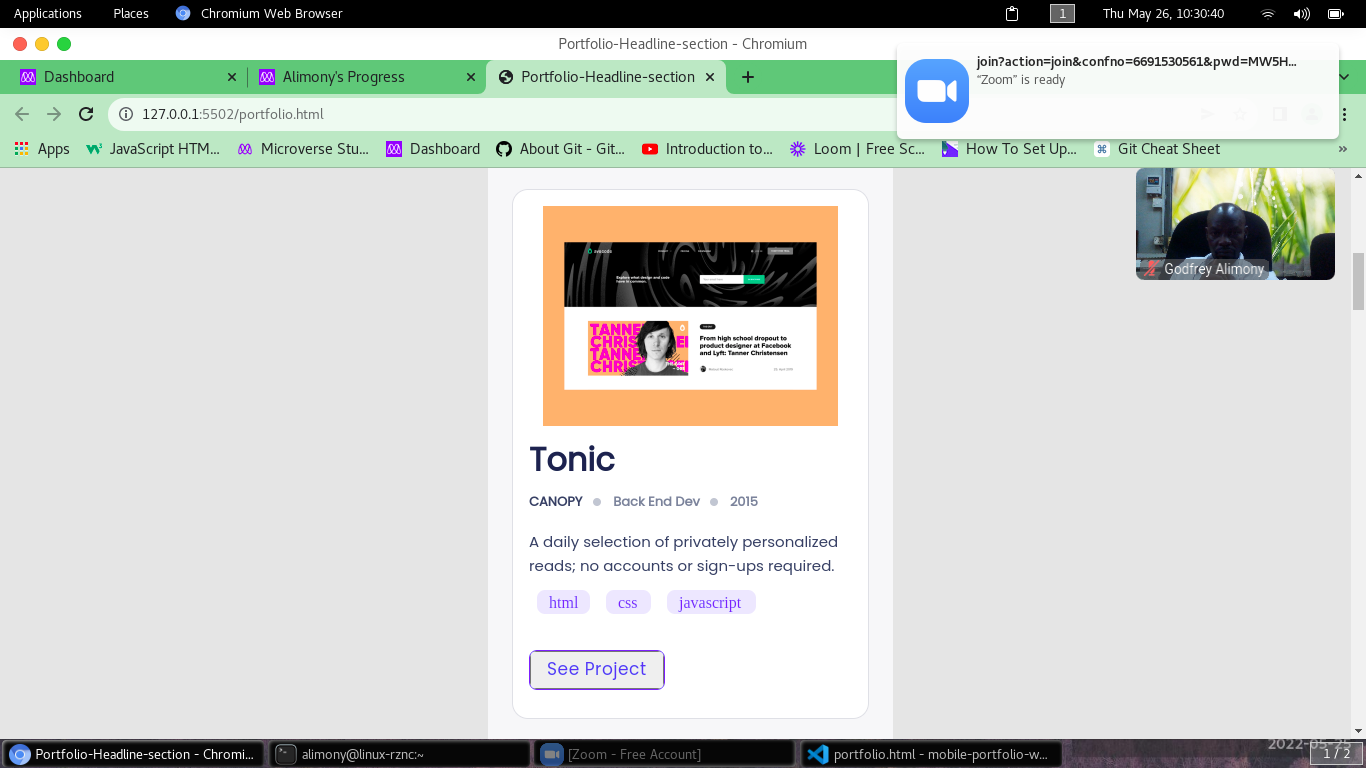 Applications Places Chromium Web Browser 1 Thu May 26, 10:30:40
Portfolio-Headline-section - Chromium
join?action=join&confno=6691530561&pwd=MW5H...
“Zoom” is ready
Dashboard Alimony's Progress Portfolio-Headline-section
127.0.0.1:5502/portfolio.html
Apps JavaScript HTM... Microverse Stu... Dashboard About Git - Git... Introduction to... Loom | Free Sc... How To Set Up... Git Cheat Sheet »
Godfrey Alimony
Explore what design and code
have in common.
TANNE
CHRIS
TANNE
CHRIS
From high school dropout to
product designer at Facebook
and Lyft: Tanner Christensen
Tonic
CANOPY Back End Dev 2015
A daily selection of privately personalized
reads; no accounts or sign-ups required.
html css javascript
See Project
2022-05-25
Portfolio-Headline-section - Chromi... alimony@linux-rznc:~ [Zoom - Free Account] portfolio.html - mobile-portfolio-w... 1 / 2